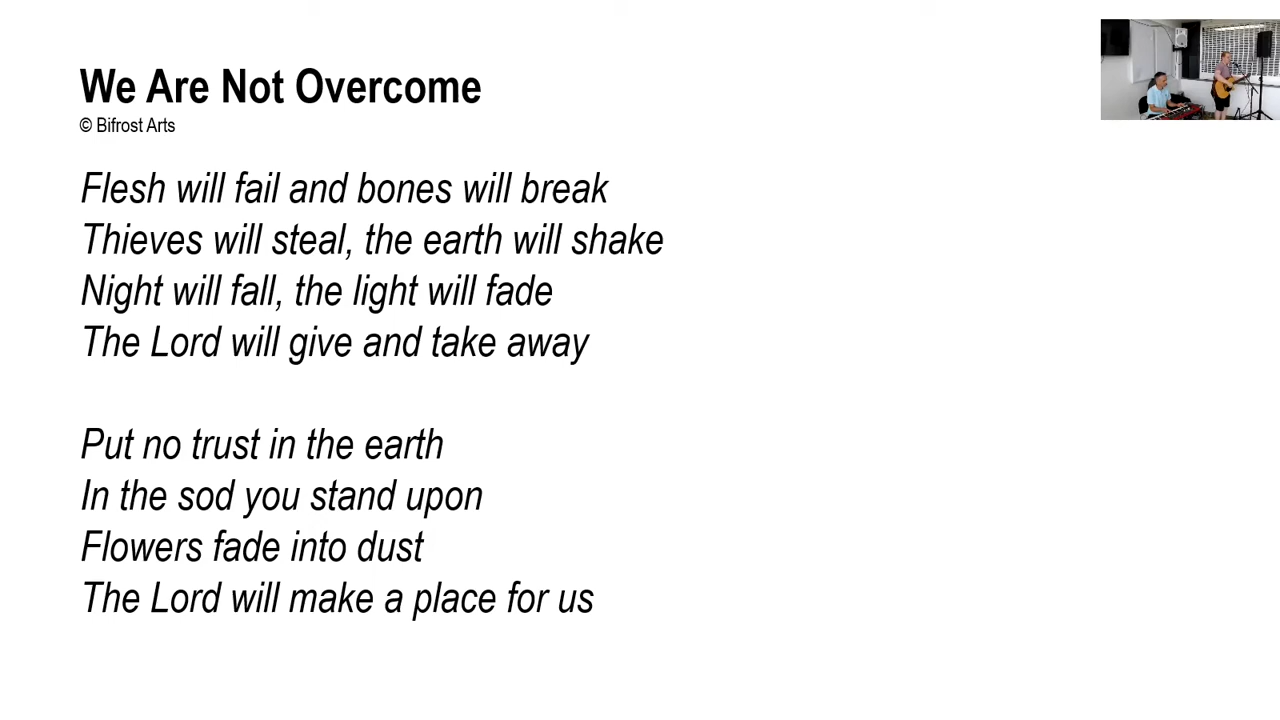 We Are Not Overcome
© Bifrost Arts
Flesh will fail and bones will break
Thieves will steal, the earth will shake
Night will fall, the light will fade
The Lord will give and take away
Put no trust in the earth
In the sod you stand upon
Flowers fade into dust
The Lord will make a place for us